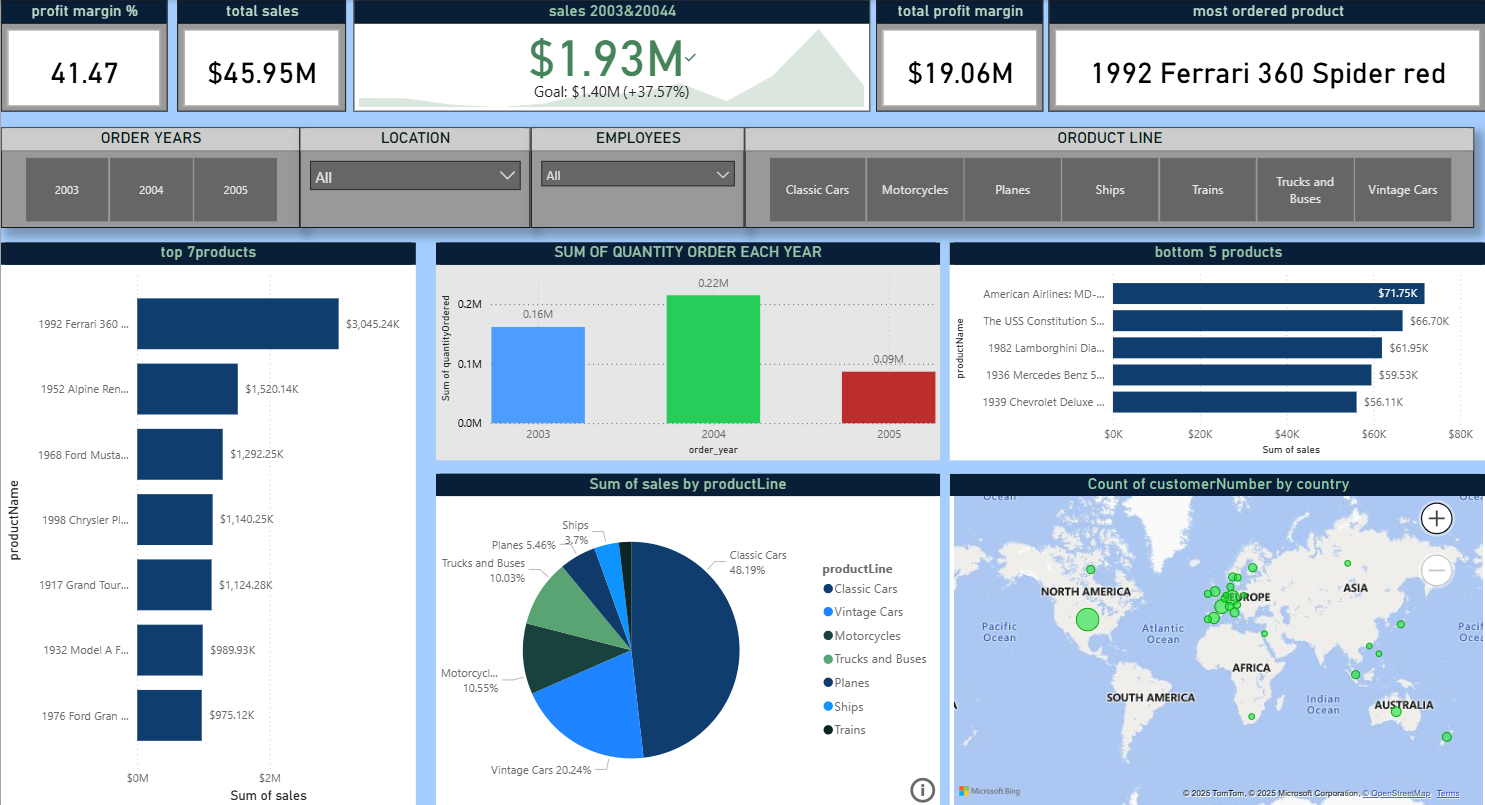 profit margin %
41.47
total sales
$45.95M
sales 2003&20044
$1.93M
Goal: $1.40M (+37.57%)
total profit margin
$19.06M
most ordered product
1992 Ferrari 360 Spider red
ORDER YEARS
2003
2004
2005
LOCATION
All
EMPLOYEES
All
ORODUCT LINE
Classic Cars
Motorcycles
Planes
Ships
Trains
Trucks and
Buses
Vintage Cars
top 7products
productName
1992 Ferrari 360 ...
$3,045.24K
1952 Alpine Ren...
$1,520.14K
1968 Ford Musta...
$1,292.25K
1998 Chrysler Pl...
$1,140.25K
1917 Grand Tour...
$1,124.28K
1932 Model A F...
$989.93K
1976 Ford Gran ...
$975.12K
$0M
$2M
Sum of sales
SUM OF QUANTITY ORDER EACH YEAR
Sum of quantityOrdered
0.2M
0.1M
0.0M
0.16M
0.22M
0.09M
2003
2004
2005
order_year
bottom 5 products
productName
American Airlines: MD-...
$71.75K
The USS Constitution S...
$66.70K
1982 Lamborghini Dia...
$61.95K
1936 Mercedes Benz 5...
$59.53K
1939 Chevrolet Deluxe ...
$56.11K
$0K
$20K
$40K
$60K
$80K
Sum of sales
Sum of sales by productLine
Ships
3.7%
Planes 5.46%
Trucks and Buses
10.03%
Motorcycl...
10.55%
Vintage Cars 20.24%
Classic Cars
48.19%
productLine
Classic Cars
Vintage Cars
Motorcycles
Trucks and Buses
Planes
Ships
Trains
Count of customerNumber by country
Ocean
Ocean
NORTH AMERICA
EUROPE
ASIA
Pacific
Ocean
Atlantic
Ocean
AFRICA
SOUTH AMERICA
Indian
Ocean
AUSTRALIA
Microsoft Bing
© 2025 TomTom, © 2025 Microsoft Corporation, © OpenStreetMap Terms